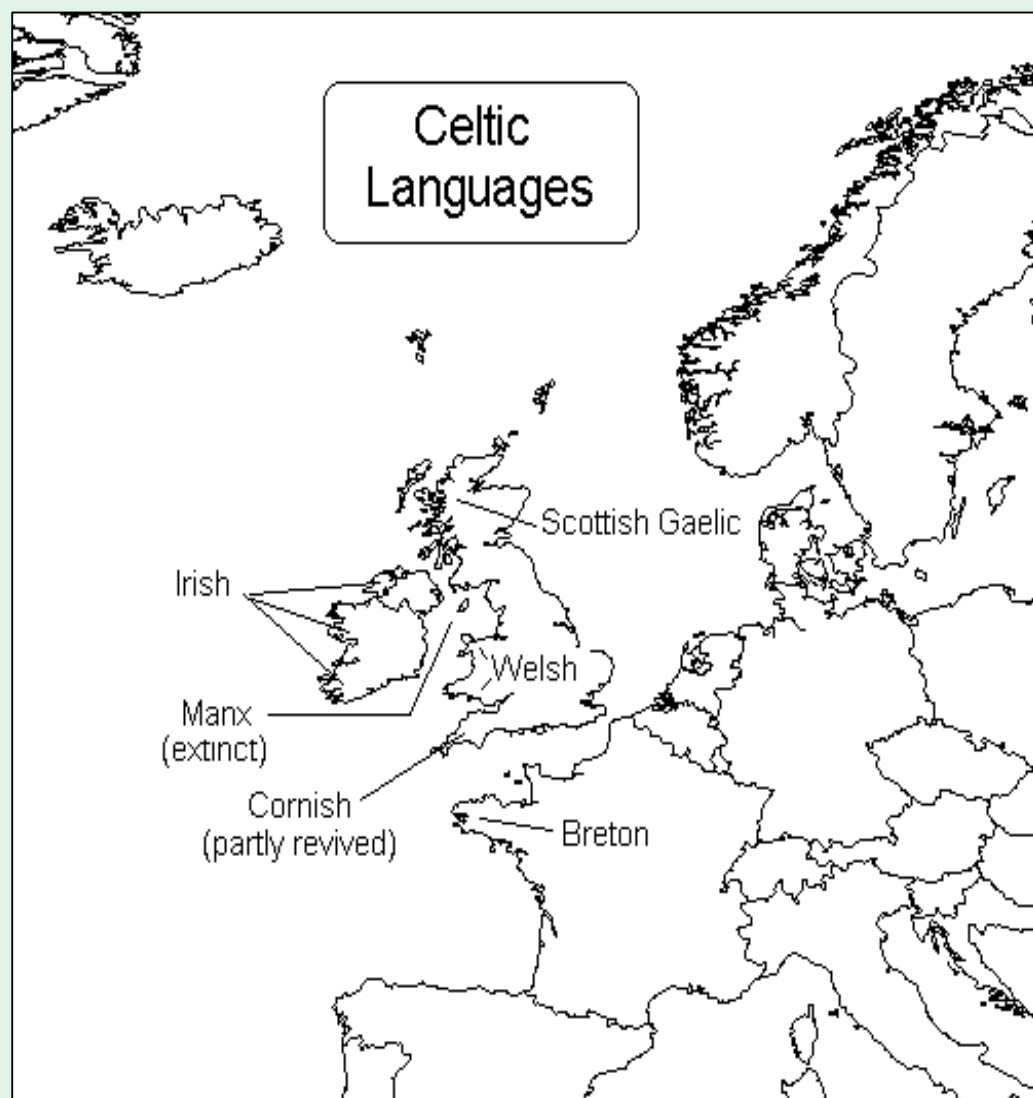 Celtic
Languages
Scottish Gaelic
Irish
Welsh
Manx
(extinct)
Cornish
(partly revived)
Breton